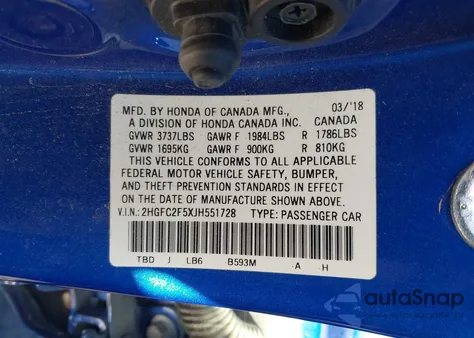 MFD. BY HONDA OF CANADA MFG., 03/'18
A DIVISION OF HONDA CANADA INC. CANADA
GVWR 3737LBS GAWR F 1984LBS R 1786LBS
GVWR 1695KG GAWR F 900KG R 810KG
THIS VEHICLE CONFORMS TO ALL APPLICABLE
FEDERAL MOTOR VEHICLE SAFETY, BUMPER,
AND THEFT PREVENTION STANDARDS IN EFFECT
ON THE DATE OF MANUFACTURE SHOWN ABOVE.
V.I.N.: 2HGFC2F5XJH551728 TYPE: PASSENGER CAR
TBD J LB6 B593M A H
autoSnap